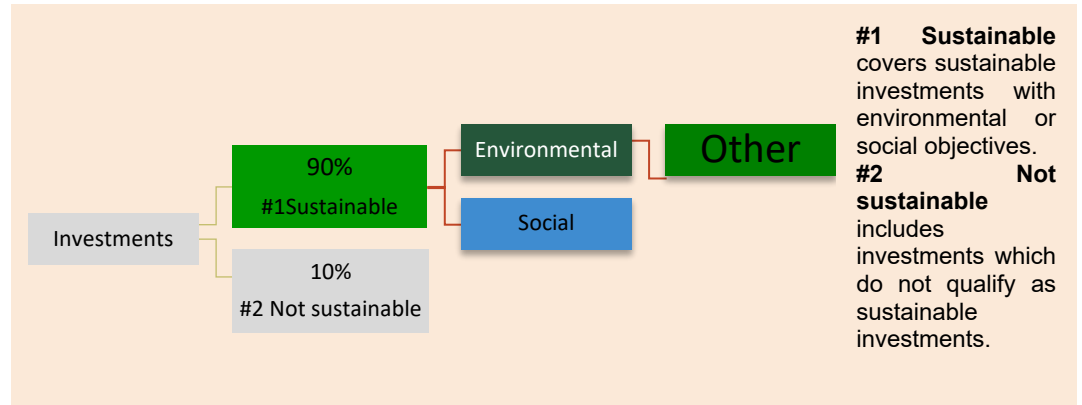 Investments
90%
#1Sustainable
10%
#2 Not sustainable
Environmental
Social
Other
#1 Sustainable
covers sustainable
investments with
environmental or
social objectives.
#2 Not
sustainable
includes
investments which
do not qualify as
sustainable
investments.